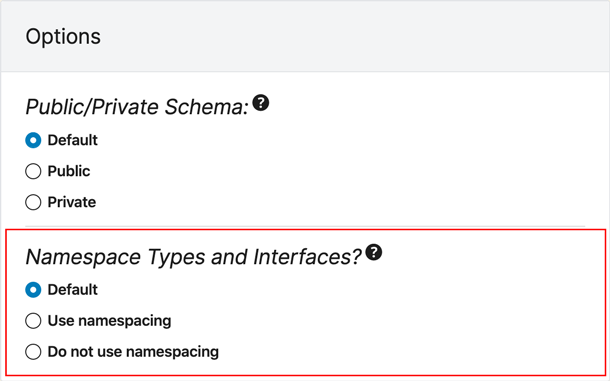 Options
Public/Private Schema: ?
Default
Public
Private
Namespace Types and Interfaces? ?
Default
Use namespacing
Do not use namespacing